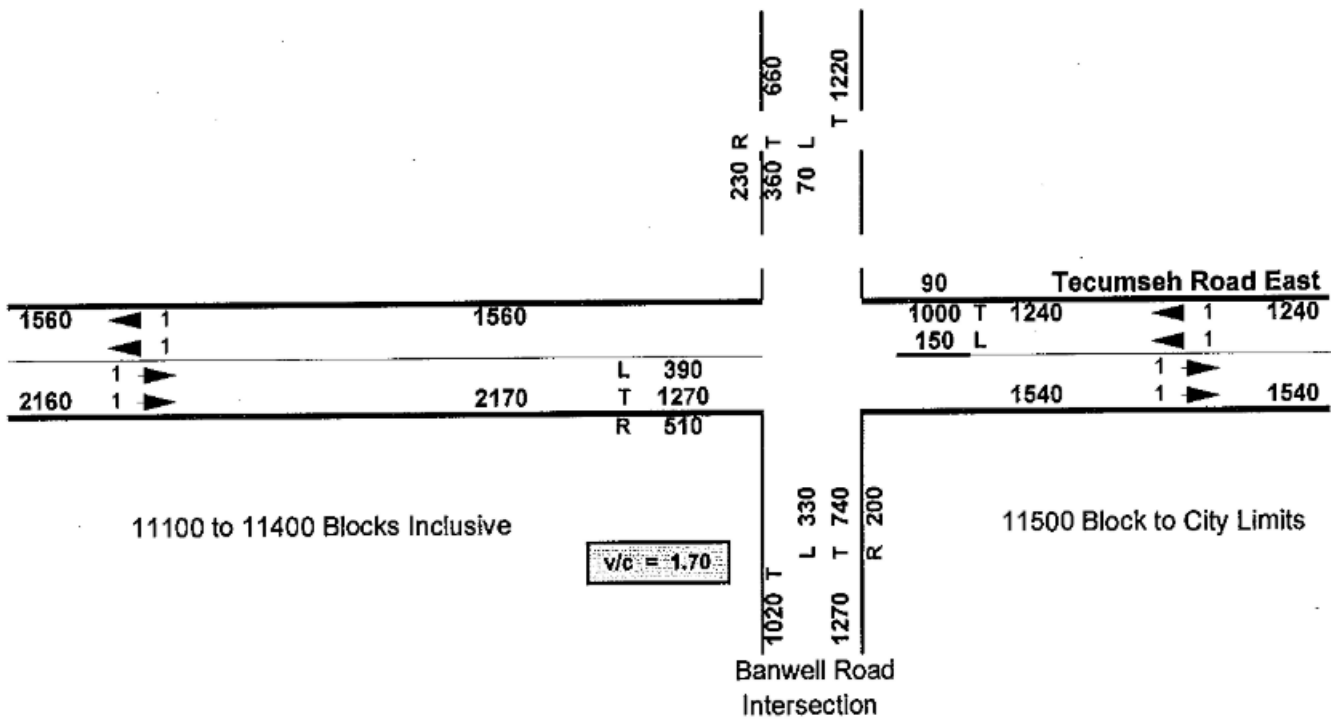 660
1220
R
T
L
T
230
360
70
90
Tecumseh Road East
1560 1 1560 1000 T 1240 1 1240
1 150 L 1
1 L 390 1
2160 1 2170 T 1270 1540 1 1540
R 510
330
740
200
11100 to 11400 Blocks Inclusive
11500 Block to City Limits
L
T
R
v/c = 1.70
T
1020
1270
Banwell Road
Intersection